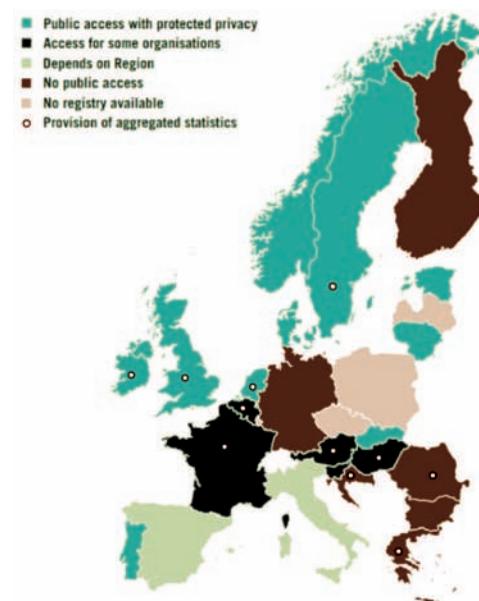 Public access with protected privacy
Access for some organisations
Depends on Region
No public access
No registry available
Provision of aggregated statistics